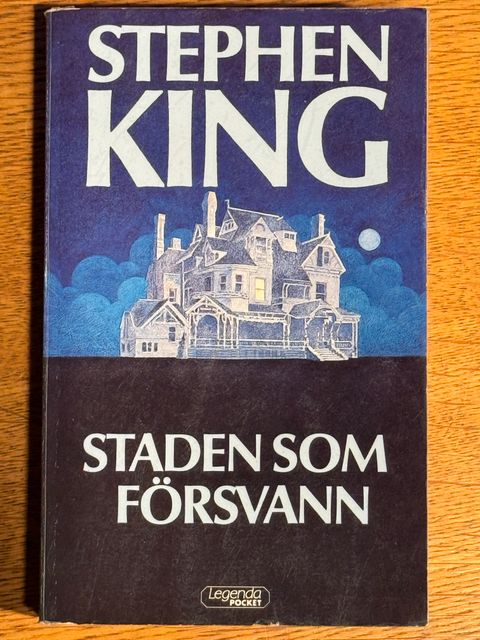 STEPHEN
KING
STADEN SOM
FÖRSVANN
Legenda
POCKET